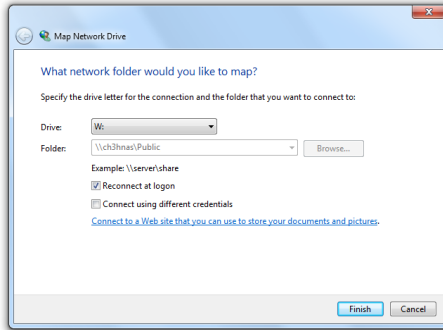 Map Network Drive
What network folder would you like to map?
Specify the drive letter for the connection and the folder that you want to connect to:
Drive: W:
Folder: \\ch3hnas\Public Browse...
Example: \\server\share
Reconnect at logon
Connect using different credentials
Connect to a Web site that you can use to store your documents and pictures.
Finish Cancel